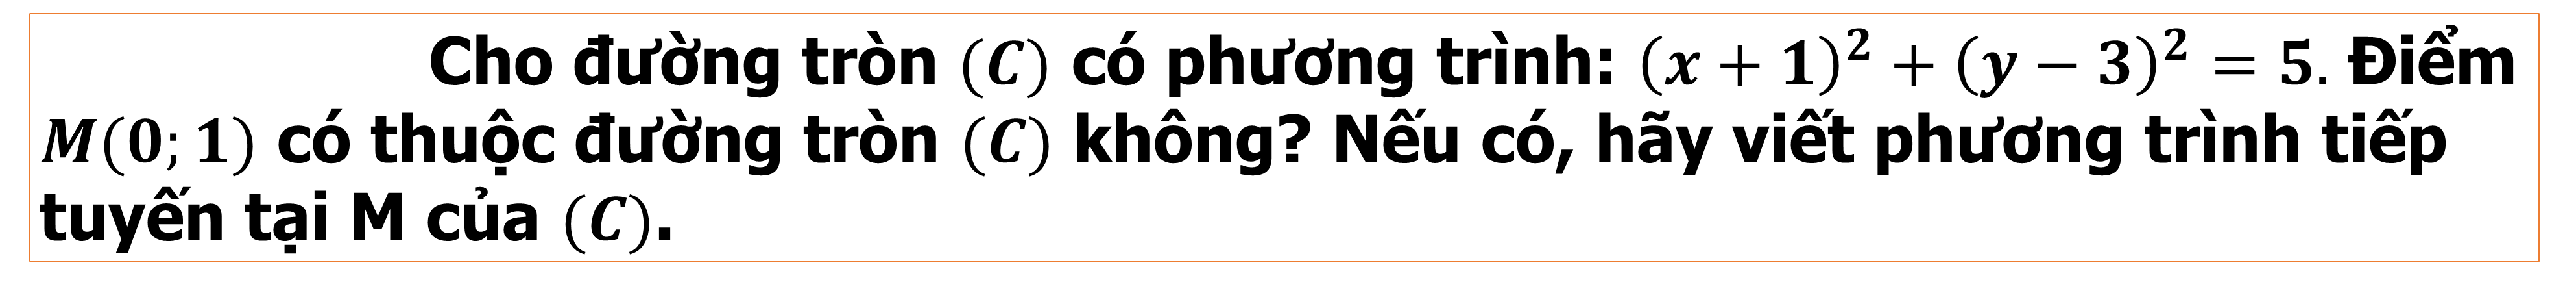 Cho đường tròn (C) có phương trình: (x + 1)² + (y − 3)² = 5. Điểm
M(0; 1) có thuộc đường tròn (C) không? Nếu có, hãy viết phương trình tiếp
tuyến tại M của (C).